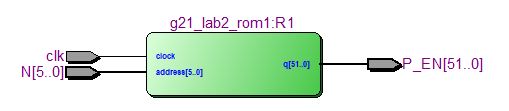 g21_lab2_rom1:R1
clk
clock
N[5..0]
address[5..0]
q[51..0]
P_EN[51..0]